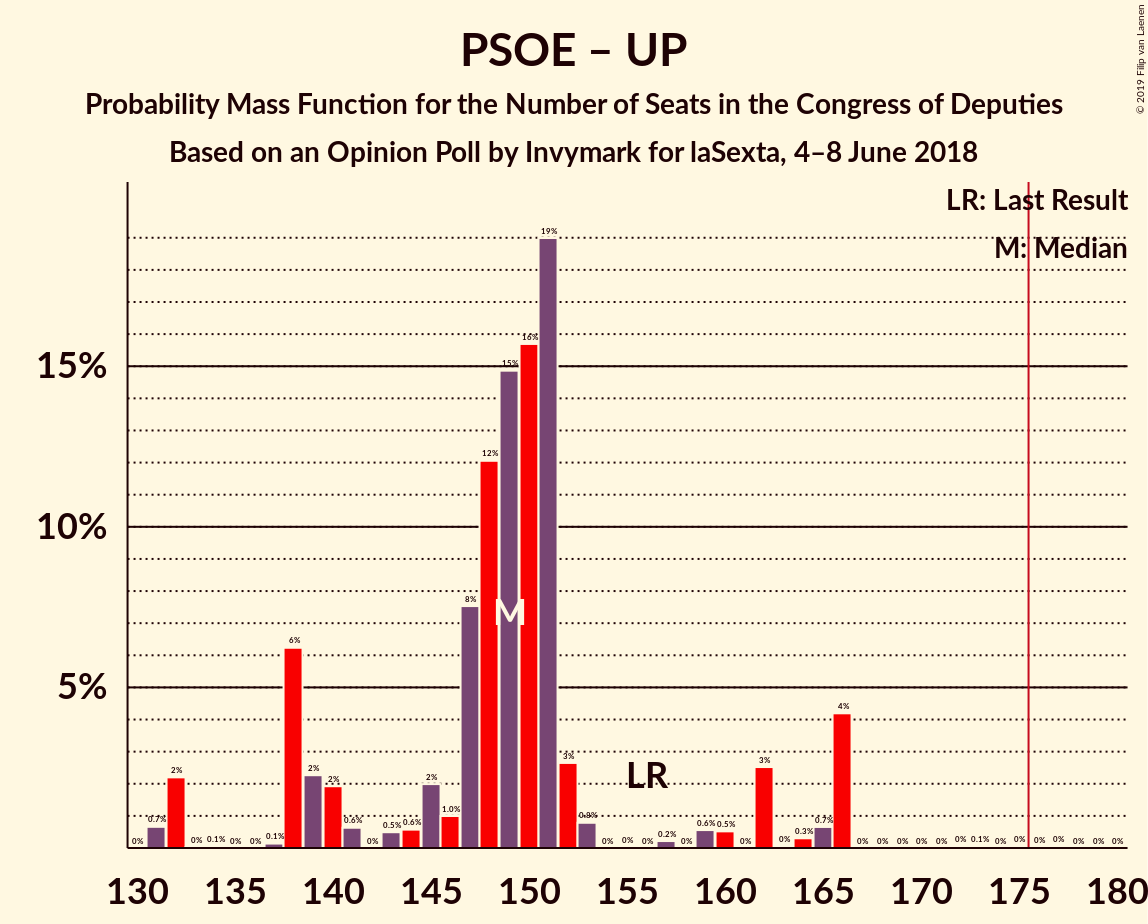 PSOE – UP
Probability Mass Function for the Number of Seats in the Congress of Deputies
Based on an Opinion Poll by Invymark for laSexta, 4–8 June 2018
© 2019 Filip van Laenen
LR: Last Result
M: Median
15%
10%
5%
0% 0.7% 2% 0% 0.1% 0% 0% 0.1% 6% 2% 2% 0.6% 0% 0.5% 0.6% 2% 1.0% 8% 12% 15% 16% 19% 3% 0.8% 0% 0% 0% 0.2% 0% 0.6% 0.5% 0% 3% 0% 0.3% 0.7% 4% 0% 0% 0% 0% 0% 0% 0.1% 0% 0% 0% 0% 0% 0% 0%
M
LR
130 135 140 145 150 155 160 165 170 175 180